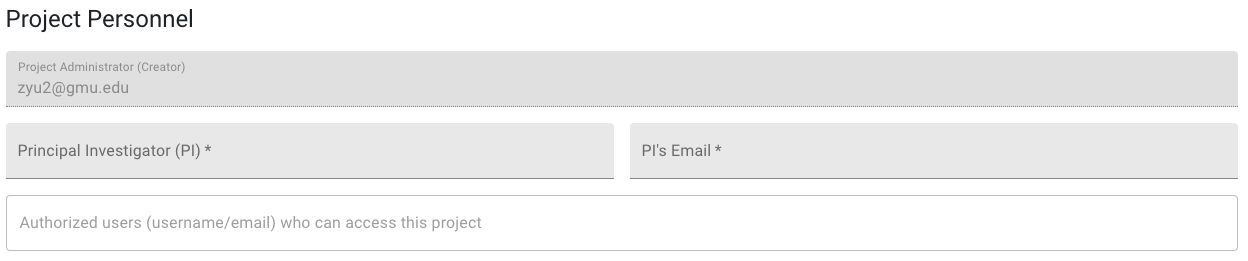 Project Personnel
Project Administrator (Creator)
zyu2@gmu.edu
Principal Investigator (PI) *
PI's Email *
Authorized users (username/email) who can access this project